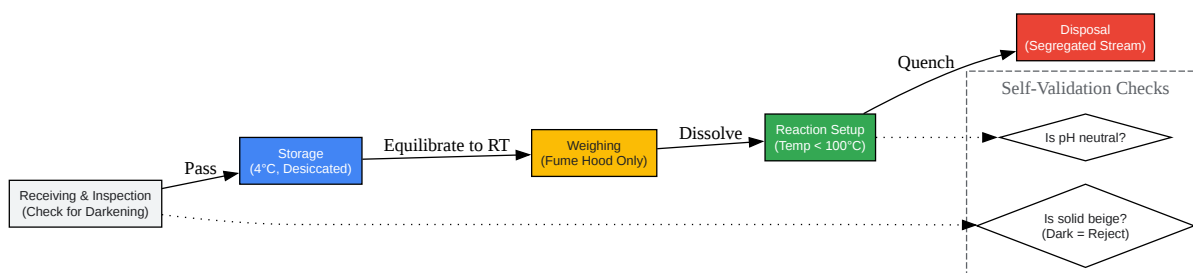 Receiving & Inspection
(Check for Darkening)
Pass
Storage
(4°C, Desiccated)
Equilibrate to RT
Weighing
(Fume Hood Only)
Dissolve
Reaction Setup
(Temp < 100°C)
Quench
Disposal
(Segregated Stream)
Self-Validation Checks
Is pH neutral?
Is solid beige?
(Dark = Reject)